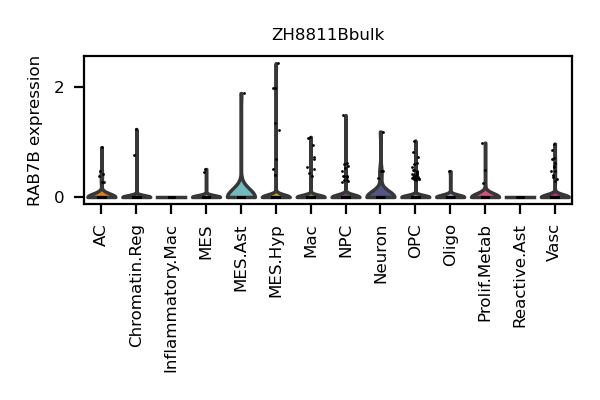 ZH8811Bbulk
RAB7B expression
2
0
AC
Chromatin.Reg
Inflammatory.Mac
MES
MES.Ast
MES.Hyp
Mac
NPC
Neuron
OPC
Oligo
Prolif.Metab
Reactive.Ast
Vasc